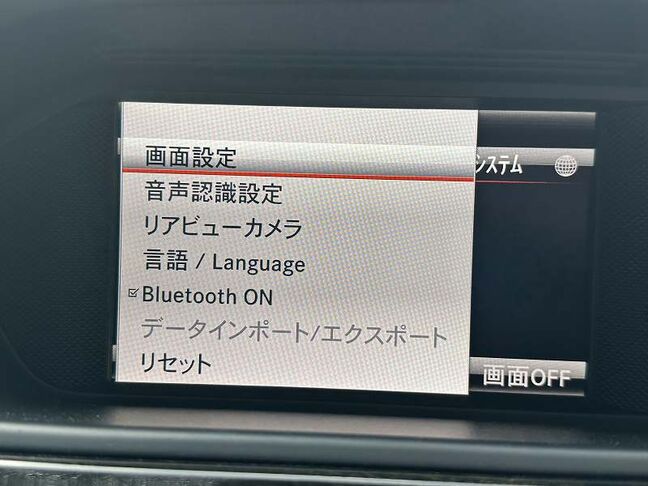 画面設定
システム
音声認識設定
リアビューカメラ
言語 / Language
Bluetooth ON
データインポート/エクスポート
リセット
画面OFF